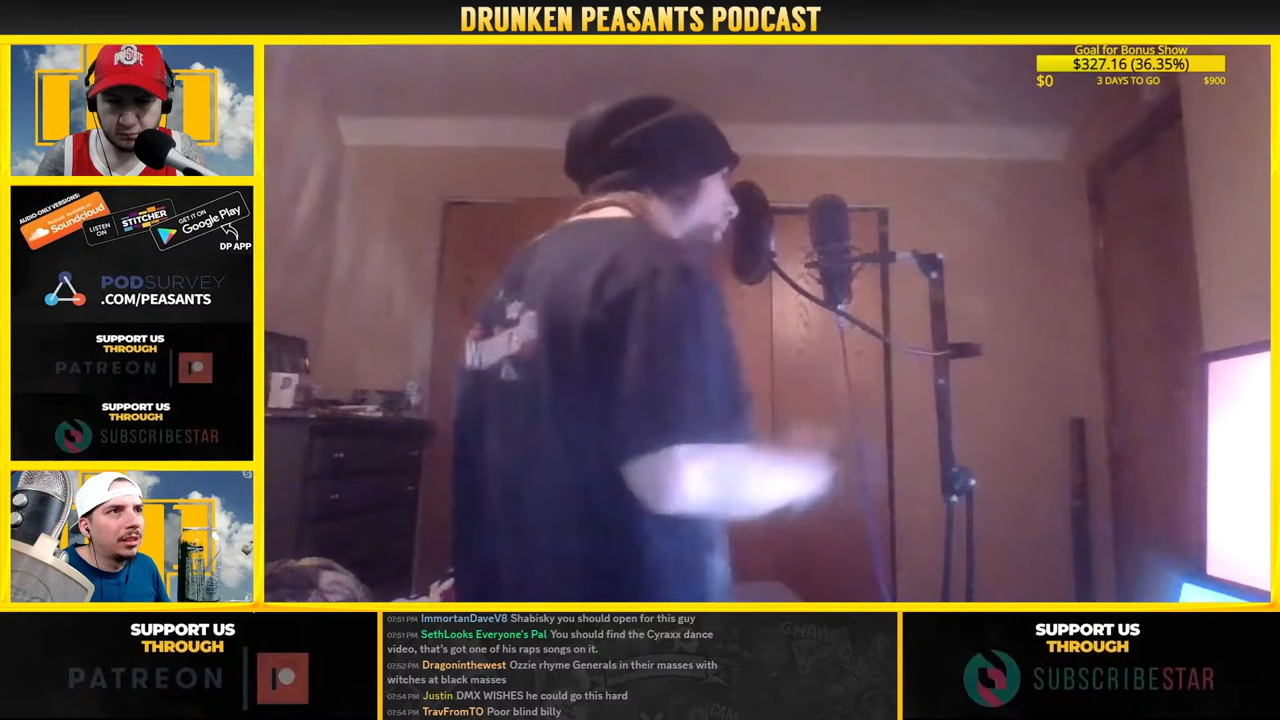 DRUNKEN PEASANTS PODCAST
Goal for Bonus Show
$327.16 (36.35%)
$0
3 DAYS TO GO
$900
AUDIO-ONLY VERSIONS:
Soundcloud
LISTEN ON
STITCHER
GET IT ON
Google Play
DP APP
PODSURVEY
.COM/PEASANTS
SUPPORT US
THROUGH
PATREON
SUPPORT US
THROUGH
SUBSCRIBESTAR
07:51 PM ImmortanDaveV8 Shabisky you should open for this guy
07:51 PM SethLooks Everyone's Pal You should find the Cyraxx dance
video, that's got one of his raps songs on it.
07:52 PM Dragoninthewest Ozzie rhyme Generals in their masses with
witches at black masses
07:54 PM Justin DMX WISHES he could go this hard
07:54 PM TravFromTO Poor blind billy
SUPPORT US
THROUGH
PATREON
SUPPORT US
THROUGH
SUBSCRIBESTAR